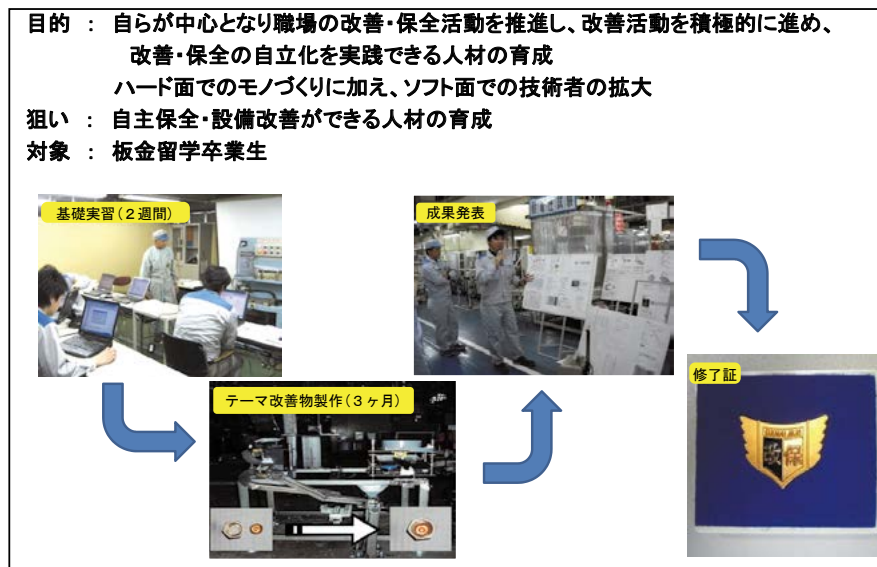 目的 ： 自らが中心となり職場の改善・保全活動を推進し、改善活動を積極的に進め、
改善・保全の自立化を実践できる人材の育成
ハード面でのモノづくりに加え、ソフト面での技術者の拡大
狙い ： 自主保全・設備改善ができる人材の育成
対象 ： 板金留学卒業生
基礎実習（２週間）
成果発表
テーマ改善物製作（３ヶ月）
修了証
改 保